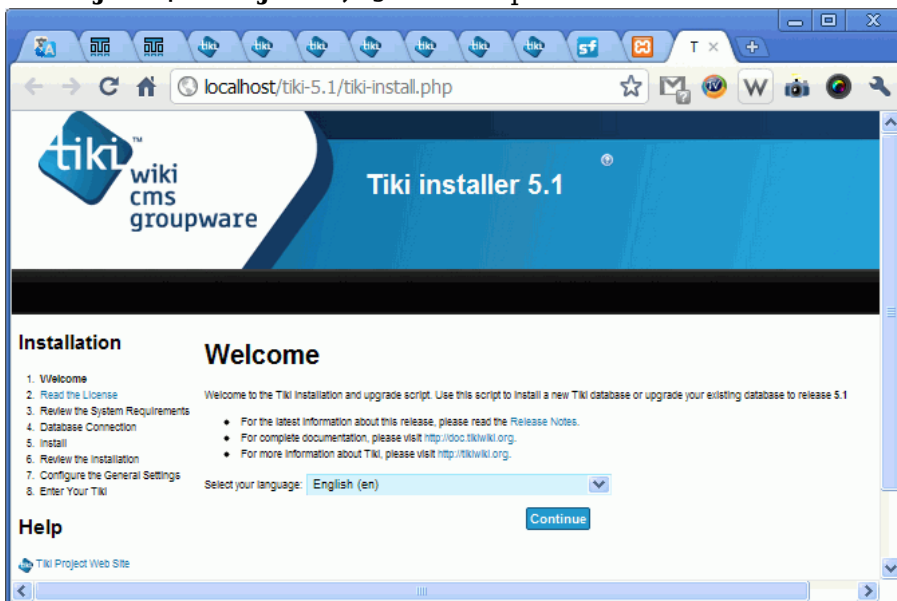 T
localhost/tiki-5.1/tiki-install.php
tiki™
wiki
cms
groupware
Tiki installer 5.1
Installation
1. Welcome
2. Read the License
3. Review the System Requirements
4. Database Connection
5. Install
6. Review the Installation
7. Configure the General Settings
8. Enter Your Tiki
Help
Tiki Project Web Site
Welcome
Welcome to the Tiki installation and upgrade script. Use this script to install a new Tiki database or upgrade your existing database to release 5.1
For the latest information about this release, please read the Release Notes.
For complete documentation, please visit http://doc.tikiwiki.org.
For more information about Tiki, please visit http://tikiwiki.org.
Select your language: English (en)
Continue